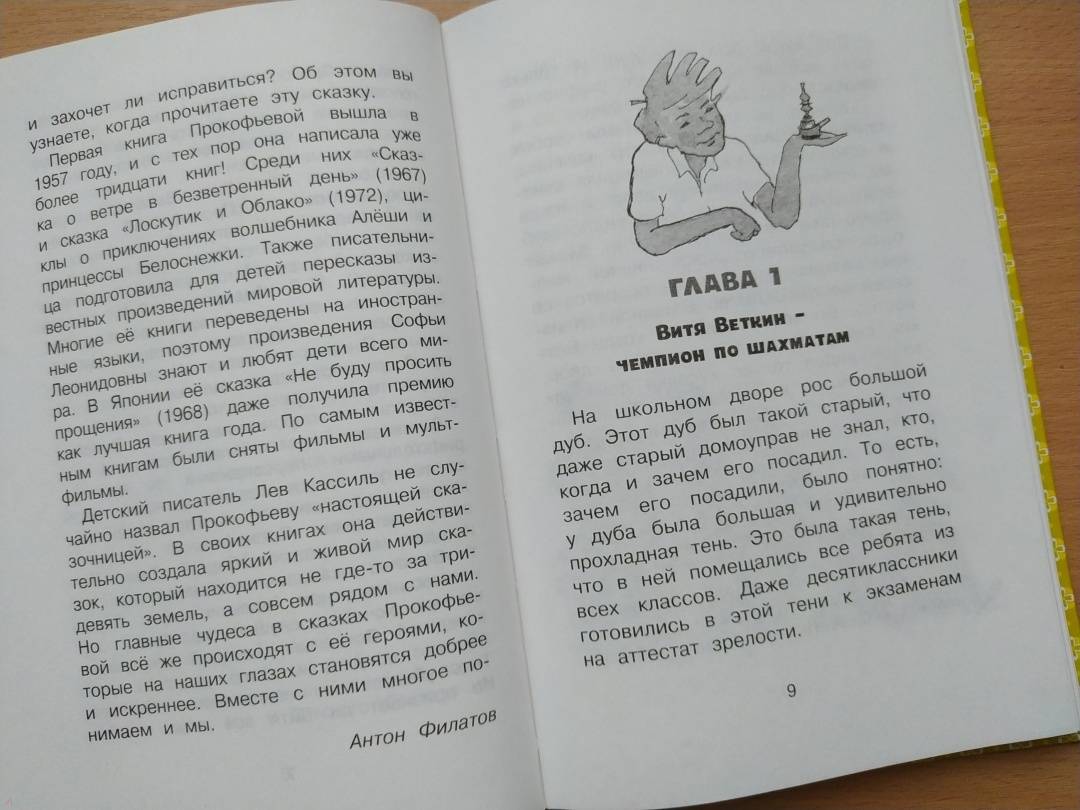 и захочет ли исправиться? Об этом вы
узнаете, когда прочитаете эту сказку.
Первая книга Прокофьевой вышла в
1957 году, и с тех пор она написала уже
более тридцати книг! Среди них «Сказ-
ка о ветре в безветренный день» (1967)
и сказка «Лоскутик и Облако» (1972), ци-
клы о приключениях волшебника Алёши и
принцессы Белоснежки. Также писательни-
ца подготовила для детей пересказы из-
вестных произведений мировой литературы.
Многие её книги переведены на иностран-
ные языки, поэтому произведения Софьи
Леонидовны знают и любят дети всего ми-
ра. В Японии её сказка «Не буду просить
прощения» (1968) даже получила премию
как лучшая книга года. По самым извест-
ным книгам были сняты фильмы и мульт-
фильмы.
Детский писатель Лев Кассиль не слу-
чайно назвал Прокофьеву «настоящей ска-
зочницей». В своих книгах она действи-
тельно создала яркий и живой мир ска-
зок, который находится не где-то за три-
девять земель, а совсем рядом с нами.
Но главные чудеса в сказках Прокофье-
вой всё же происходят с её героями, ко-
торые на наших глазах становятся добрее
и искреннее. Вместе с ними многое по-
нимаем и мы.
Антон Филатов
ГЛАВА 1
Витя Веткин –
чемпион по шахматам
На школьном дворе рос большой
дуб. Этот дуб был такой старый, что
даже старый домоуправ не знал, кто,
когда и зачем его посадил. То есть,
зачем его посадили, было понятно:
у дуба была большая и удивительно
прохладная тень. Это была такая тень,
что в ней помещались все ребята из
всех классов. Даже десятиклассники
готовились в этой тени к экзаменам
на аттестат зрелости.
9